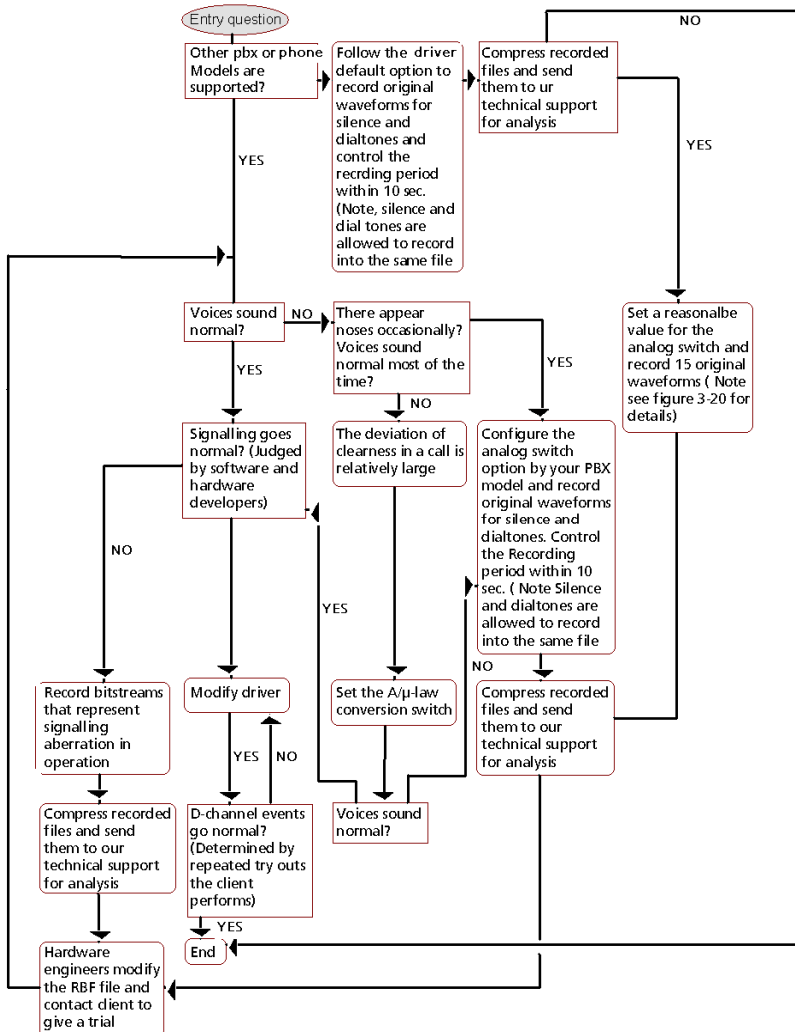 Entry question
Other pbx or phone
Models are
supported?
Follow the driver
default option to
record original
waveforms for
silence and
dialtones and
control the
recrding period
within 10 sec.
(Note, silence and
dial tones are
allowed to record
into the same file
Compress recorded
files and send
them to ur
technical support
for analysis
NO
YES
YES
Voices sound
normal?
NO
There appear
noses occasionally?
Voices sound
normal most of the
time?
Set a reasonalbe
value for the
analog switch and
record 15 original
waveforms ( Note
see figure 3-20 for
details)
YES
NO
YES
Signalling goes
normal? (Judged
by software and
hardware
developers)
The deviation of
clearness in a call is
relatively large
Configure the
analog switch
option by your PBX
model and record
original waveforms
for silence and
dialtones. Control
the Recording
period within 10
sec. ( Note Silence
and dialtones are
allowed to record
into the same file
NO
YES
NO
Record bitstreams
that represent
signalling
aberration in
operation
Modify driver
Set the A/µ-law
conversion switch
Compress recorded
files and send
them to our
technical support
for analysis
YES
NO
Compress recorded
files and send
them to our
technical support
for analysis
D-channel events
go normal?
(Determined by
repeated try outs
the client
performs)
Voices sound
normal?
YES
End
Hardware
engineers modify
the RBF file and
contact client to
give a trial